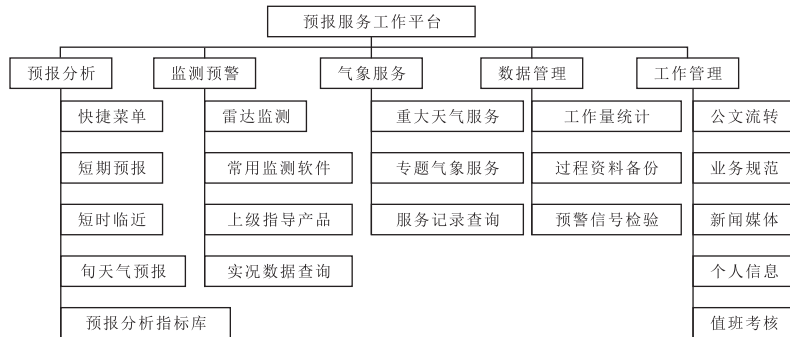 预报服务工作平台
预报分析
监测预警
气象服务
数据管理
工作管理
快捷菜单
雷达监测
重大天气服务
工作量统计
公文流转
短期预报
常用监测软件
专题气象服务
过程资料备份
业务规范
短时临近
上级指导产品
服务记录查询
预警信号检验
新闻媒体
旬天气预报
实况数据查询
个人信息
预报分析指标库
值班考核